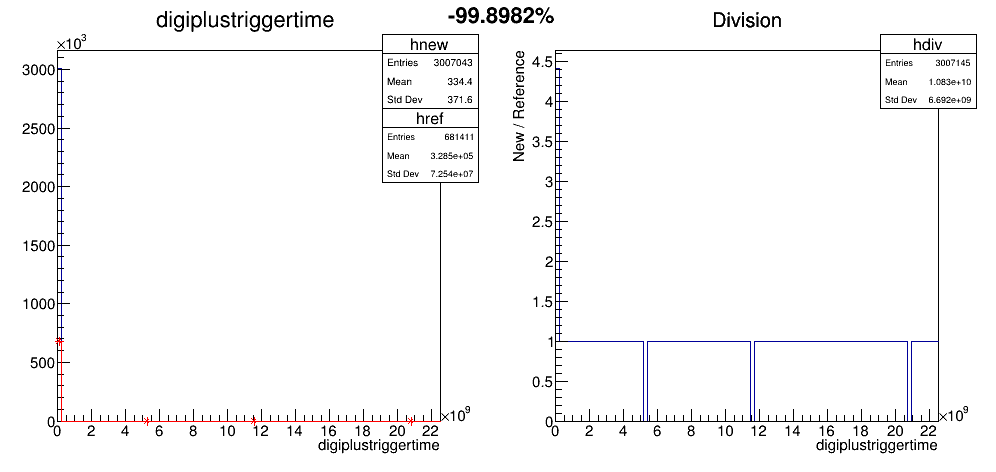 -99.8982%
digiplustriggertime
×10³
3000
2500
2000
1500
1000
500
0
0 2 4 6 8 10 12 14 16 18 20 22
×10⁹
digiplustriggertime
hnew
Entries 3007043
Mean 334.4
Std Dev 371.6
href
Entries 681411
Mean 3.285e+05
Std Dev 7.254e+07
Division
New / Reference
4.5
4
3.5
3
2.5
2
1.5
1
0.5
0
0 2 4 6 8 10 12 14 16 18 20 22
×10⁹
digiplustriggertime
hdiv
Entries 3007145
Mean 1.083e+10
Std Dev 6.692e+09